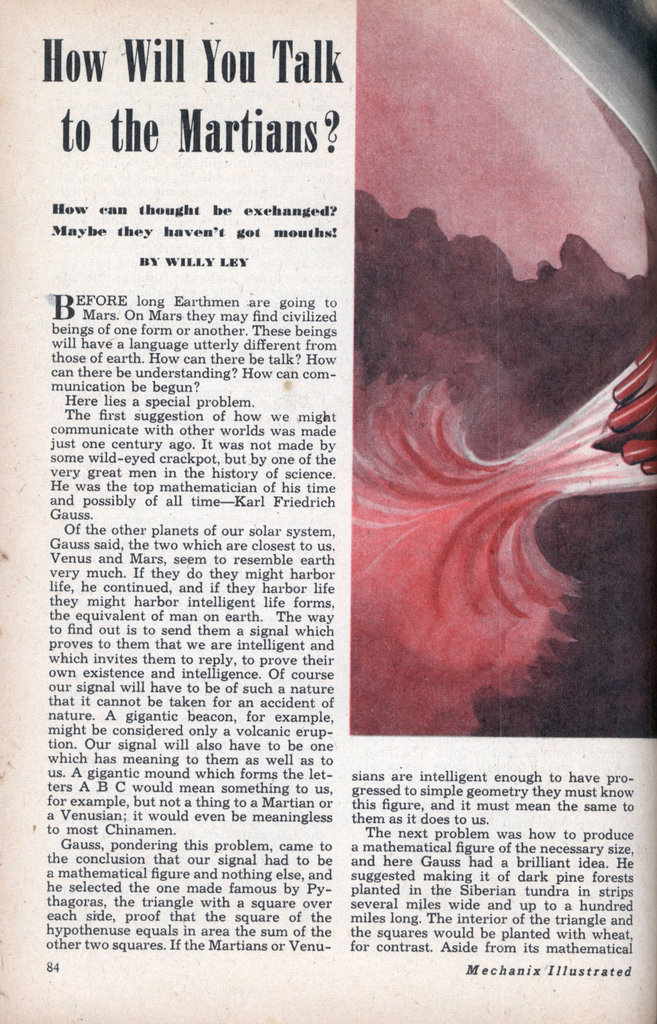 How Will You Talk
to the Martians?
How can thought be exchanged?
Maybe they haven't got mouths!
BY WILLY LEY
BEFORE long Earthmen are going to
Mars. On Mars they may find civilized
beings of one form or another. These beings
will have a language utterly different from
those of earth. How can there be talk? How
can there be understanding? How can com-
munication be begun?
Here lies a special problem.
The first suggestion of how we might
communicate with other worlds was made
just one century ago. It was not made by
some wild-eyed crackpot, but by one of the
very great men in the history of science.
He was the top mathematician of his time
and possibly of all time—Karl Friedrich
Gauss.
Of the other planets of our solar system,
Gauss said, the two which are closest to us,
Venus and Mars, seem to resemble earth
very much. If they do they might harbor
life, he continued, and if they harbor life
they might harbor intelligent life forms,
the equivalent of man on earth. The way
to find out is to send them a signal which
proves to them that we are intelligent and
which invites them to reply, to prove their
own existence and intelligence. Of course
our signal will have to be of such a nature
that it cannot be taken for an accident of
nature. A gigantic beacon, for example,
might be considered only a volcanic erup-
tion. Our signal will also have to be one
which has meaning to them as well as to
us. A gigantic mound which forms the let-
ters A B C would mean something to us,
for example, but not a thing to a Martian or
a Venusian; it would even be meaningless
to most Chinamen.
Gauss, pondering this problem, came to
the conclusion that our signal had to be
a mathematical figure and nothing else, and
he selected the one made famous by Py-
thagoras, the triangle with a square over
each side, proof that the square of the
hypothenuse equals in area the sum of the
other two squares. If the Martians or Venu-
sians are intelligent enough to have pro-
gressed to simple geometry they must know
this figure, and it must mean the same to
them as it does to us.
The next problem was how to produce
a mathematical figure of the necessary size,
and here Gauss had a brilliant idea. He
suggested making it of dark pine forests
planted in the Siberian tundra in strips
several miles wide and up to a hundred
miles long. The interior of the triangle and
the squares would be planted with wheat,
for contrast. Aside from its mathematical
84
Mechanix Illustrated